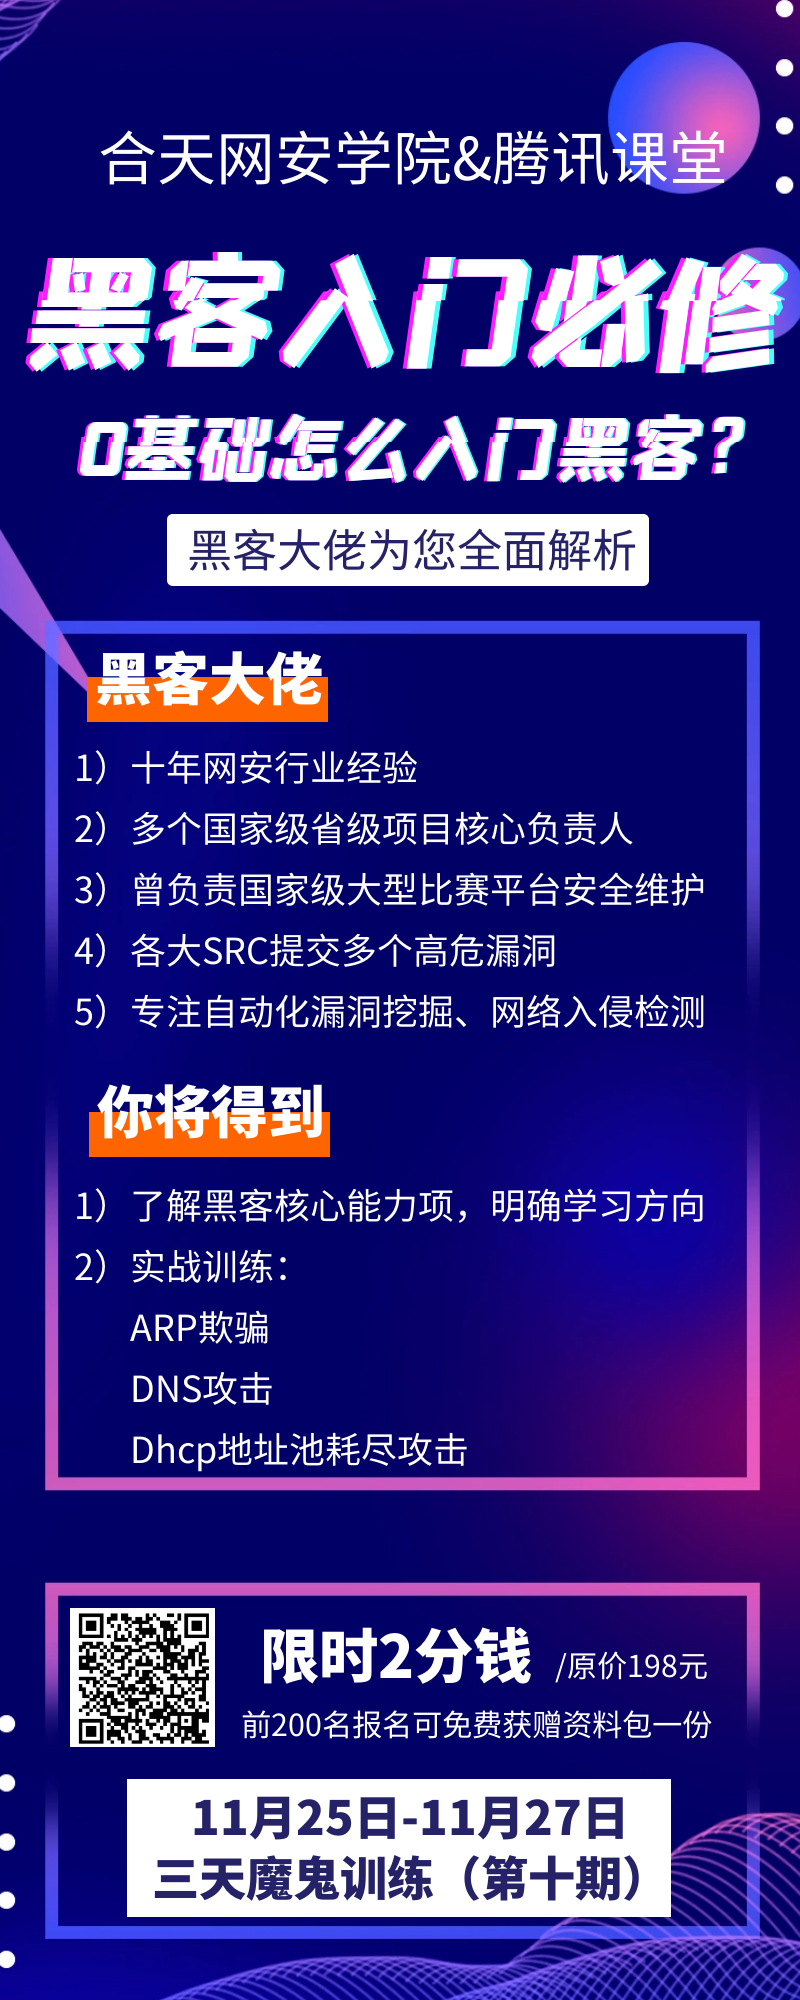 合天网安学院&腾讯课堂
黑客入门必修
0基础怎么入门黑客?
黑客大佬为您全面解析
黑客大佬
1）十年网安行业经验
2）多个国家级省级项目核心负责人
3）曾负责国家级大型比赛平台安全维护
4）各大SRC提交多个高危漏洞
5）专注自动化漏洞挖掘、网络入侵检测
你将得到
1）了解黑客核心能力项，明确学习方向
2）实战训练：
ARP欺骗
DNS攻击
Dhcp地址池耗尽攻击
限时2分钱 /原价198元
前200名报名可免费获赠资料包一份
11月25日-11月27日
三天魔鬼训练（第十期）